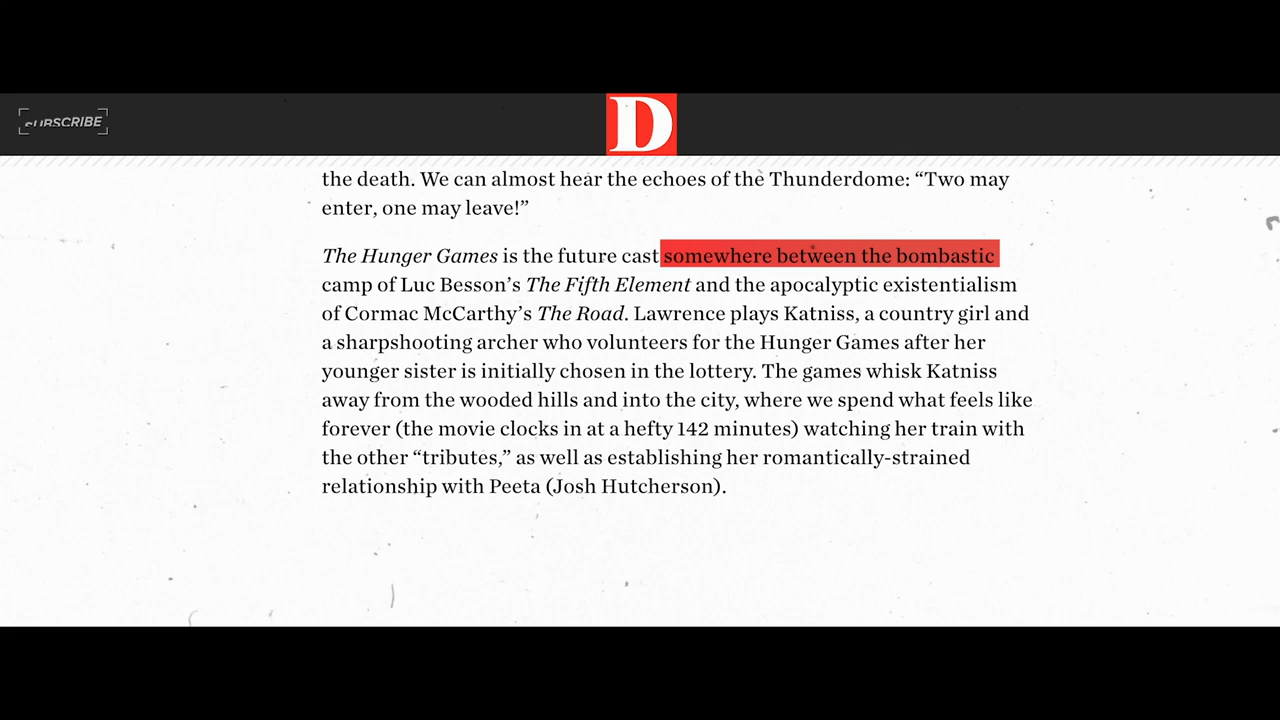 SUBSCRIBE
D
the death. We can almost hear the echoes of the Thunderdome: “Two may
enter, one may leave!”
The Hunger Games is the future cast somewhere between the bombastic
camp of Luc Besson’s The Fifth Element and the apocalyptic existentialism
of Cormac McCarthy’s The Road. Lawrence plays Katniss, a country girl and
a sharpshooting archer who volunteers for the Hunger Games after her
younger sister is initially chosen in the lottery. The games whisk Katniss
away from the wooded hills and into the city, where we spend what feels like
forever (the movie clocks in at a hefty 142 minutes) watching her train with
the other “tributes,” as well as establishing her romantically-strained
relationship with Peeta (Josh Hutcherson).